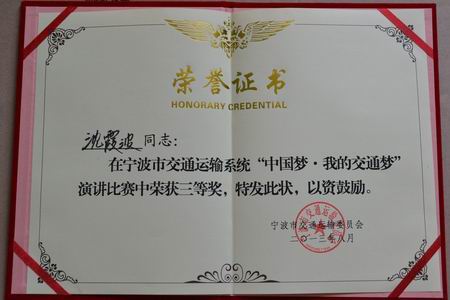 荣誉证书
HONORARY CREDENTIAL
沈霞波 同志：
在宁波市交通运输系统“中国梦·我的交通梦”
演讲比赛中荣获三等奖，特发此状，以资鼓励。
宁波市交通运输委员会
二〇一三年八月